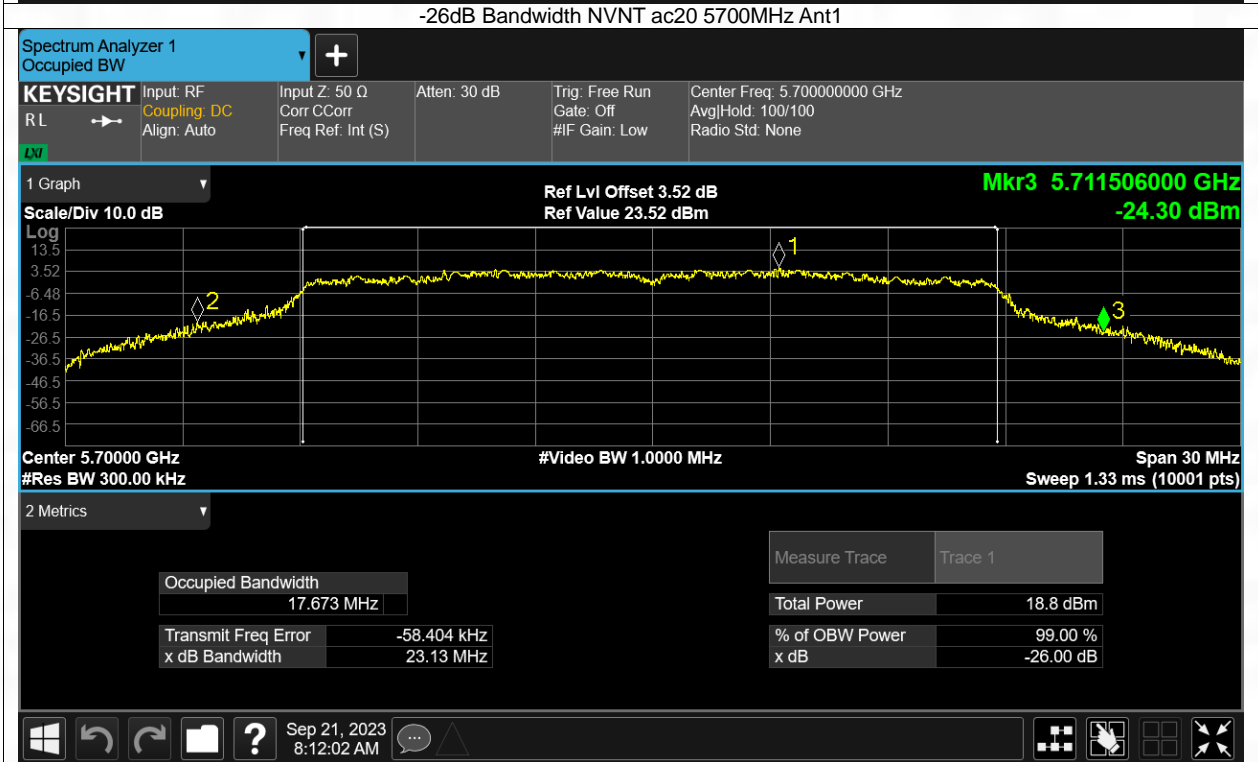 -26dB Bandwidth NVNT ac20 5700MHz Ant1
Spectrum Analyzer 1
Occupied BW
KEYSIGHT
Input: RF
Input Z: 50 Ω
Atten: 30 dB
Trig: Free Run
Center Freq: 5.700000000 GHz
RL
Coupling: DC
Corr CCorr
Gate: Off
Avg|Hold: 100/100
Align: Auto
Freq Ref: Int (S)
#IF Gain: Low
Radio Std: None
LXI
1 Graph
Ref Lvl Offset 3.52 dB
Mkr3 5.711506000 GHz
Scale/Div 10.0 dB
Ref Value 23.52 dBm
-24.30 dBm
Log
13.5
3.52
-6.48
-16.5
-26.5
-36.5
-46.5
-56.5
-66.5
1
2
3
Center 5.70000 GHz
#Video BW 1.0000 MHz
Span 30 MHz
#Res BW 300.00 kHz
Sweep 1.33 ms (10001 pts)
2 Metrics
Measure Trace
Trace 1
Occupied Bandwidth
17.673 MHz
Total Power
18.8 dBm
Transmit Freq Error
-58.404 kHz
% of OBW Power
99.00 %
x dB Bandwidth
23.13 MHz
x dB
-26.00 dB
?
Sep 21, 2023
8:12:02 AM